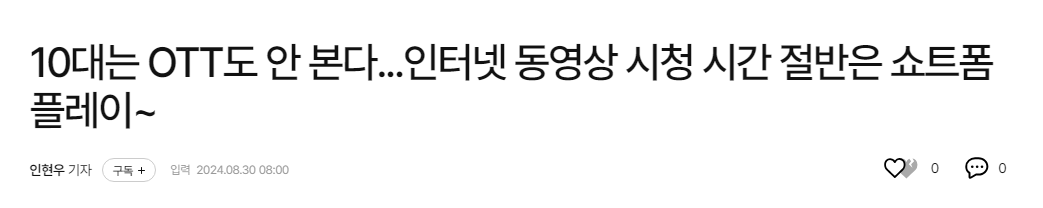 10대는 OTT도 안 본다...인터넷 동영상 시청 시간 절반은 쇼트폼
플레이~
인현우 기자 구독 + 입력 2024.08.30 08:00 0 0